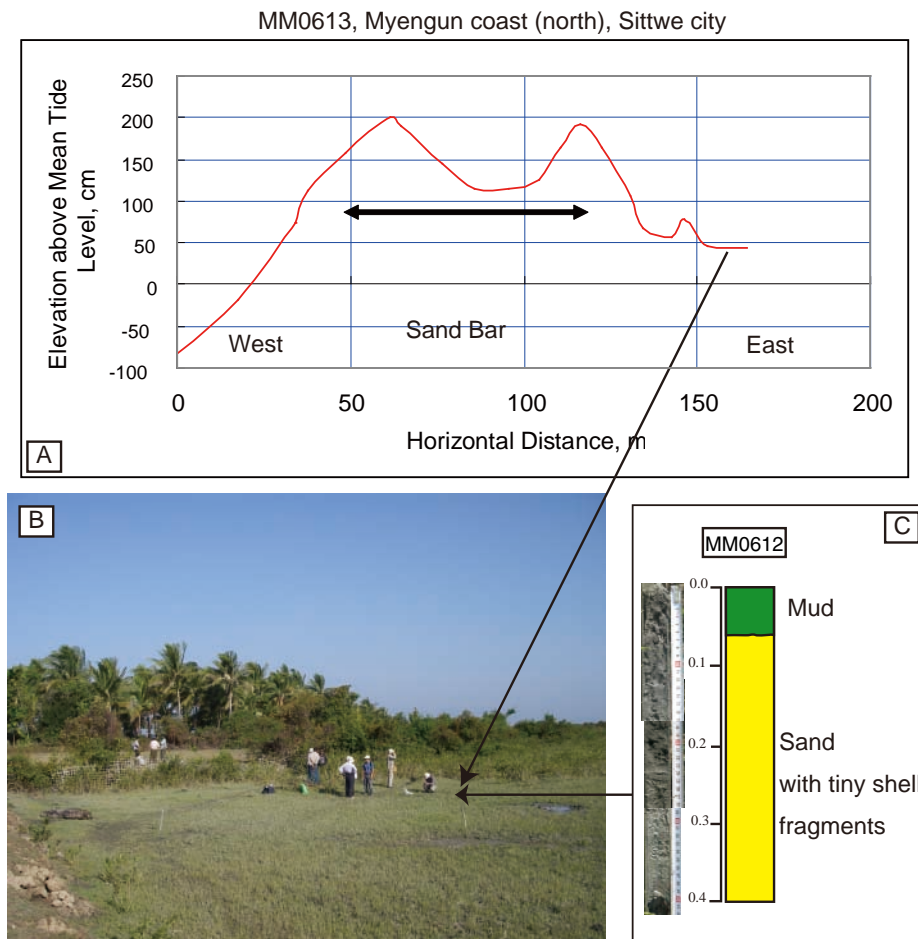 MM0613, Myengun coast (north), Sittwe city
Elevation above Mean Tide
Level, cm
250
200
150
100
50
0
-50
-100
West
Sand Bar
East
0
50
100
150
200
Horizontal Distance, m
A
B
C
MM0612
0.0
Mud
0.1
0.2
Sand
with tiny shell
0.3
fragments
0.4